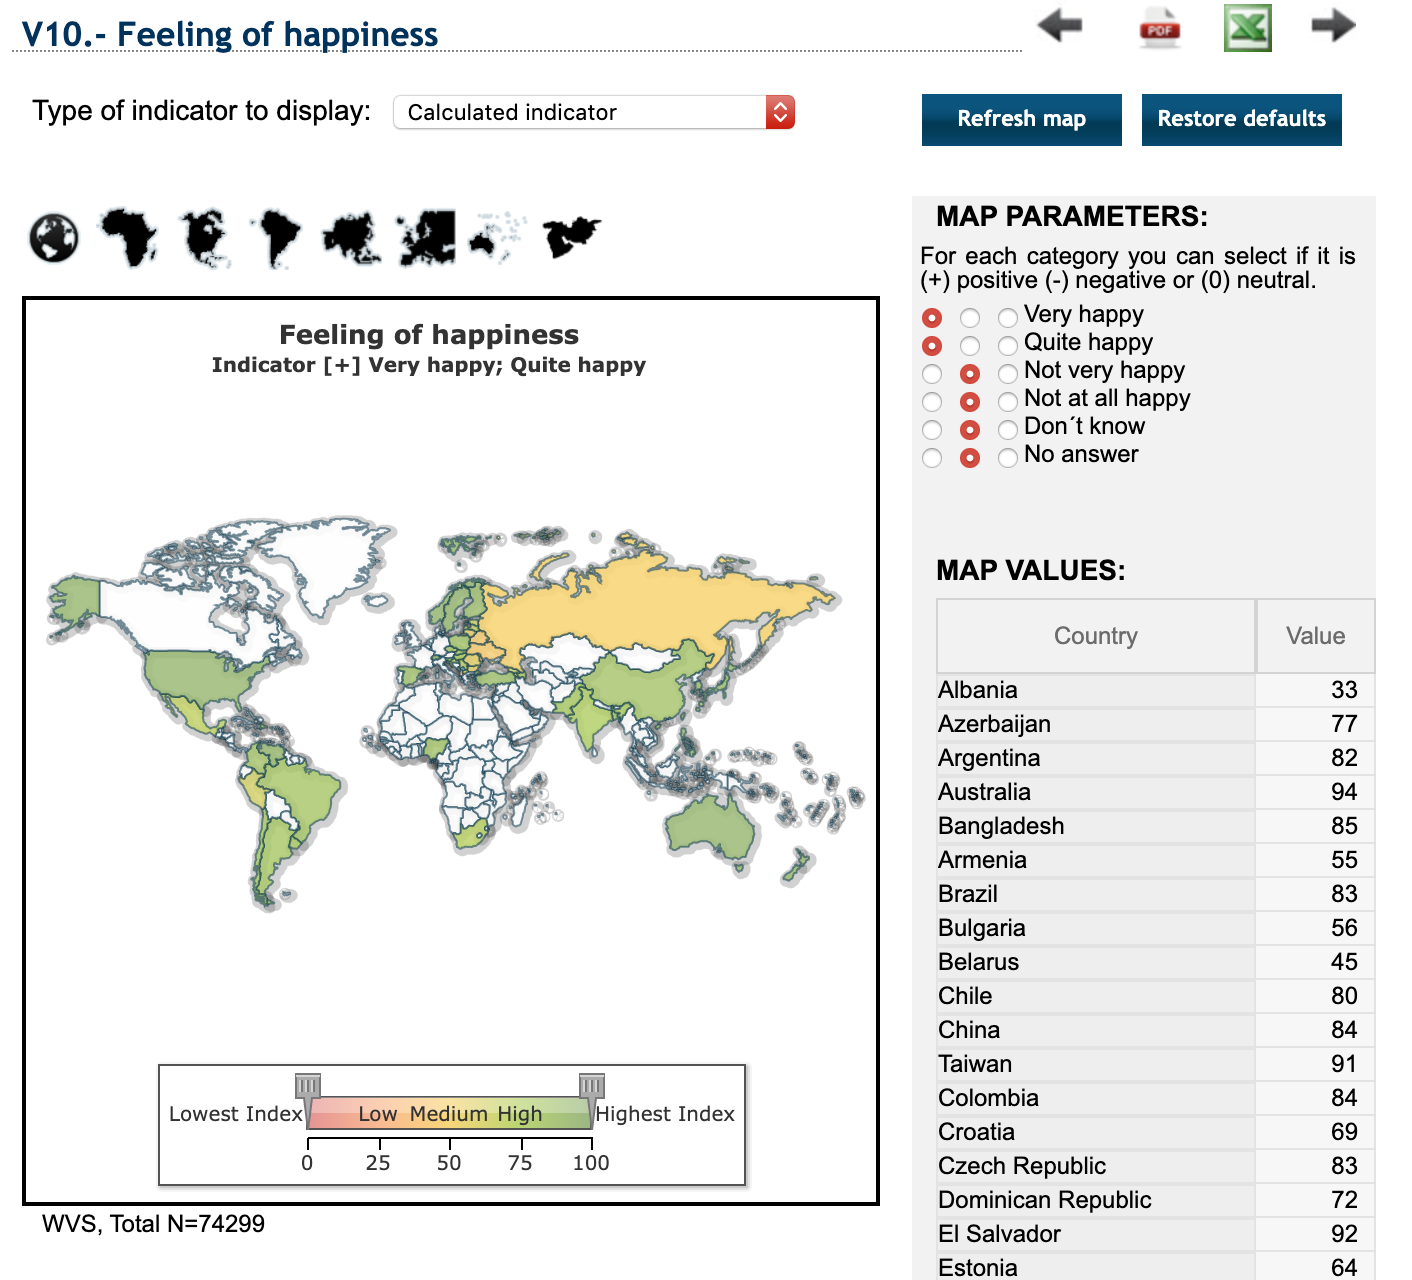 V10.- Feeling of happiness
PDF
Type of indicator to display:
Calculated indicator
Refresh map
Restore defaults
Feeling of happiness
Indicator [+] Very happy; Quite happy
Lowest Index
Low Medium High
Highest Index
0 25 50 75 100
WVS, Total N=74299
MAP PARAMETERS:
For each category you can select if it is
(+) positive (-) negative or (0) neutral.
Very happy
Quite happy
Not very happy
Not at all happy
Don´t know
No answer
MAP VALUES:
Country Value
Albania 33
Azerbaijan 77
Argentina 82
Australia 94
Bangladesh 85
Armenia 55
Brazil 83
Bulgaria 56
Belarus 45
Chile 80
China 84
Taiwan 91
Colombia 84
Croatia 69
Czech Republic 83
Dominican Republic 72
El Salvador 92
Estonia 64